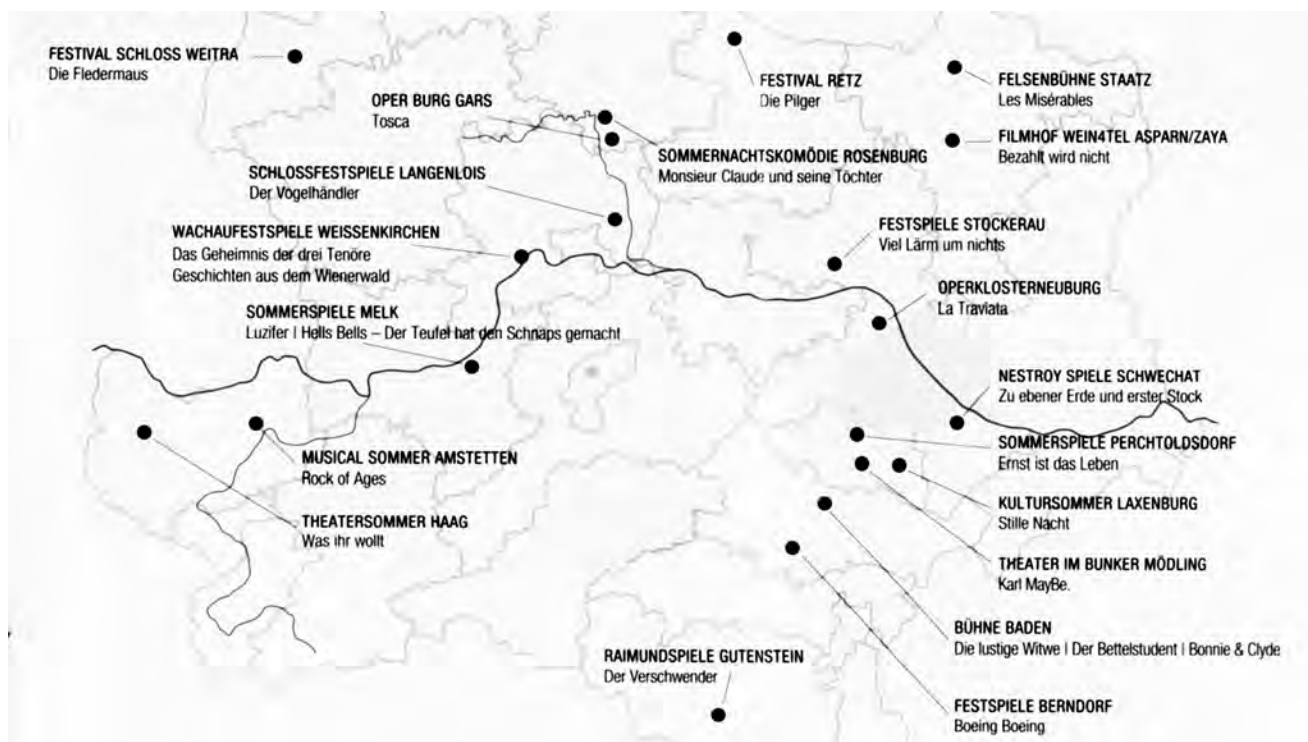 FESTIVAL SCHLOSS WEITRA
Die Fledermaus
OPER BURG GARS
Tosca
SCHLOSSFESTSPIELE LANGENLOIS
Der Vogelhändler
WACHAUFESTSPIELE WEISSENKIRCHEN
Das Geheimnis der drei Tenöre
Geschichten aus dem Wienerwald
SOMMERSPIELE MELK
Luzifer | Hells Bells – Der Teufel hat den Schnaps gemacht
MUSICAL SOMMER AMSTETTEN
Rock of Ages
THEATERSOMMER HAAG
Was ihr wollt
FESTIVAL RETZ
Die Pilger
SOMMERNACHTSKOMÖDIE ROSENBURG
Monsieur Claude und seine Töchter
FELSENBÜHNE STAATZ
Les Misérables
FILMHOF WEIN4TEL ASPARN/ZAYA
Bezahlt wird nicht
FESTSPIELE STOCKERAU
Viel Lärm um nichts
OPERKLOSTERNEUBURG
La Traviata
NESTROY SPIELE SCHWECHAT
Zu ebener Erde und erster Stock
SOMMERSPIELE PERCHTOLDSDORF
Ernst ist das Leben
KULTURSOMMER LAXENBURG
Stille Nacht
THEATER IM BUNKER MÖDLING
Karl MayBe.
BÜHNE BADEN
Die lustige Witwe | Der Bettelstudent | Bonnie & Clyde
FESTSPIELE BERNDORF
Boeing Boeing
RAIMUNDSPIELE GUTENSTEIN
Der Verschwender